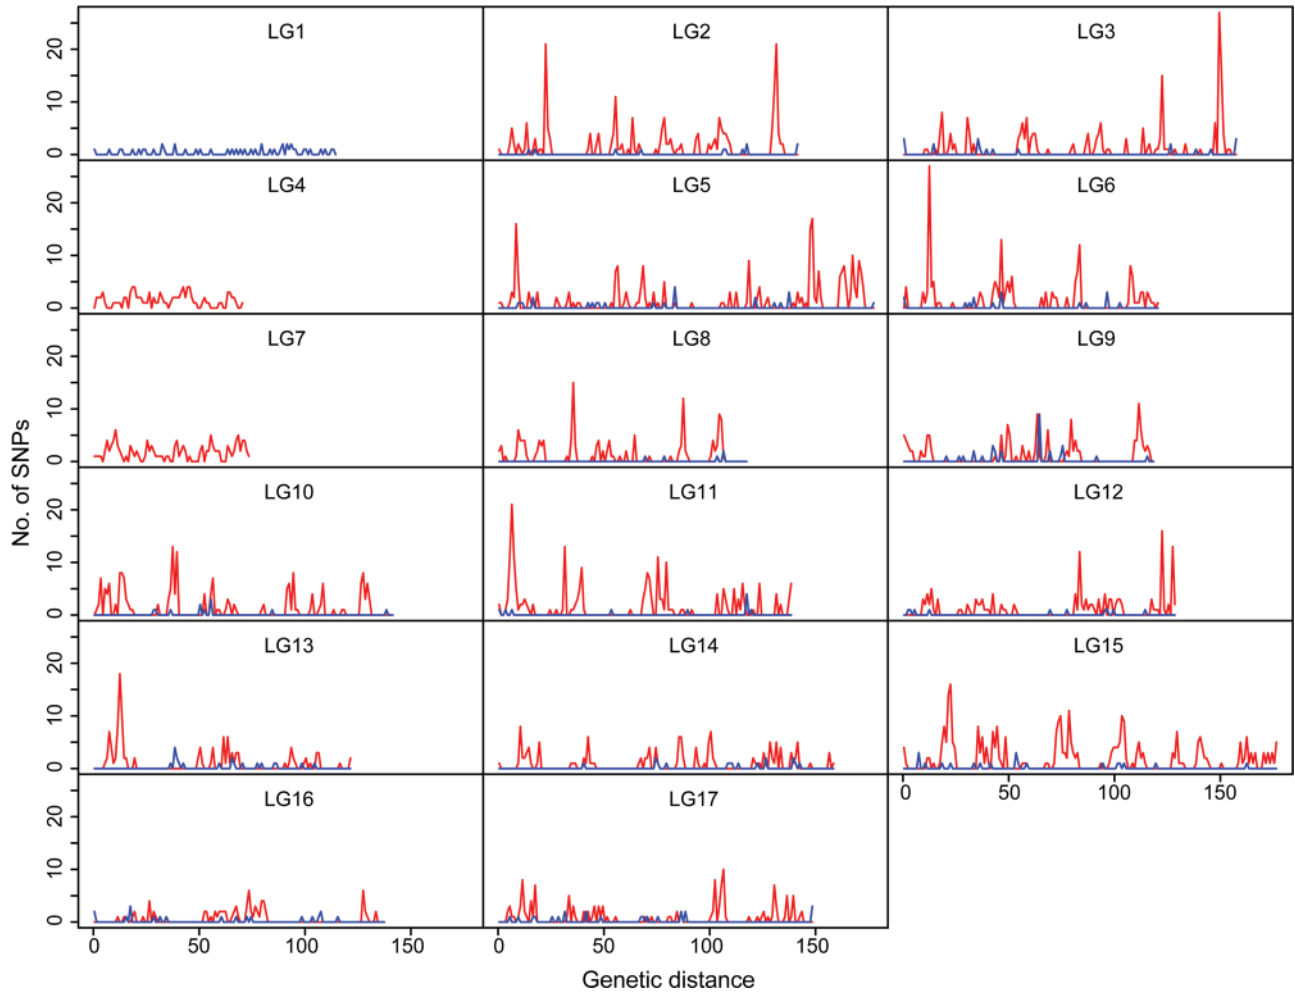 LG1 LG2 LG3
0 10 20
LG4 LG5 LG6
0 10 20
LG7 LG8 LG9
0 10 20
LG10 LG11 LG12
0 10 20
LG13 LG14 LG15
0 10 20
0 50 100 150
LG16 LG17
0 10 20
0 50 100 150 0 50 100 150
No. of SNPs
Genetic distance